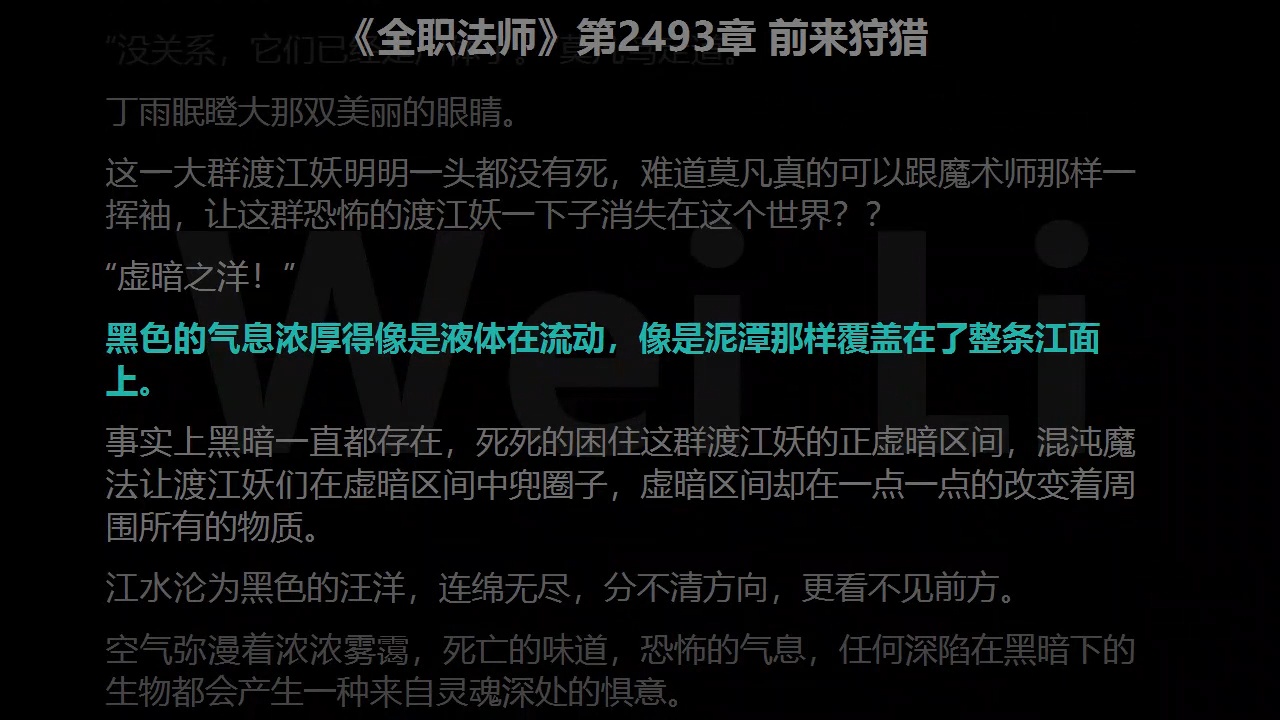 《全职法师》第2493章 前来狩猎
“没关系，它们已经是
丁雨眠瞪大那双美丽的眼睛。
这一大群渡江妖明明一头都没有死，难道莫凡真的可以跟魔术师那样一
挥袖，让这群恐怖的渡江妖一下子消失在这个世界？？
“虚暗之洋！”
黑色的气息浓厚得像是液体在流动，像是泥潭那样覆盖在了整条江面
上。
事实上黑暗一直都存在，死死的困住这群渡江妖的正虚暗区间，混沌魔
法让渡江妖们在虚暗区间中兜圈子，虚暗区间却在一点一点的改变着周
围所有的物质。
江水沦为黑色的汪洋，连绵无尽，分不清方向，更看不见前方。
空气弥漫着浓浓雾霭，死亡的味道，恐怖的气息，任何深陷在黑暗下的
生物都会产生一种来自灵魂深处的惧意。
Wei Li